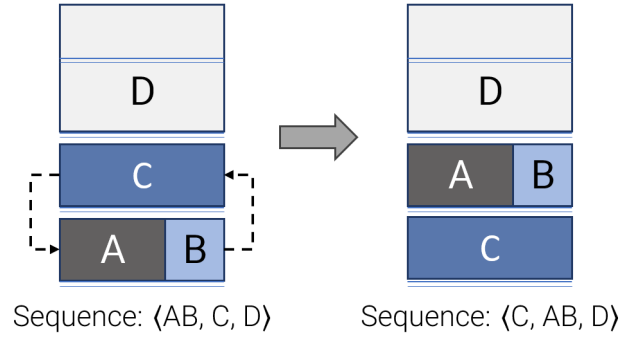 D
C
A B
Sequence: ⟨AB, C, D⟩
D
A B
C
Sequence: ⟨C, AB, D⟩